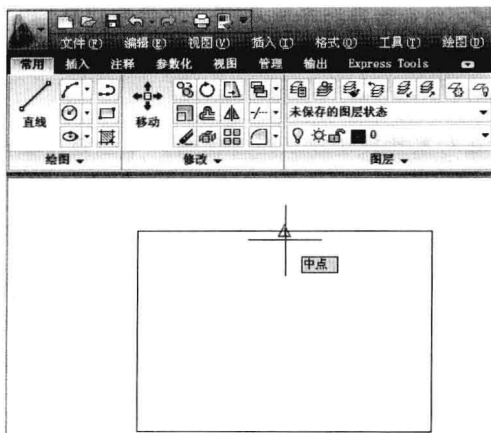 文件(F) 编辑(E) 视图(V) 插入(I) 格式(O) 工具(T) 绘图(D)
常用 插入 注释 参数化 视图 管理 输出 Express Tools
直线 移动
未保存的图层状态
0
绘图 修改 图层
中点